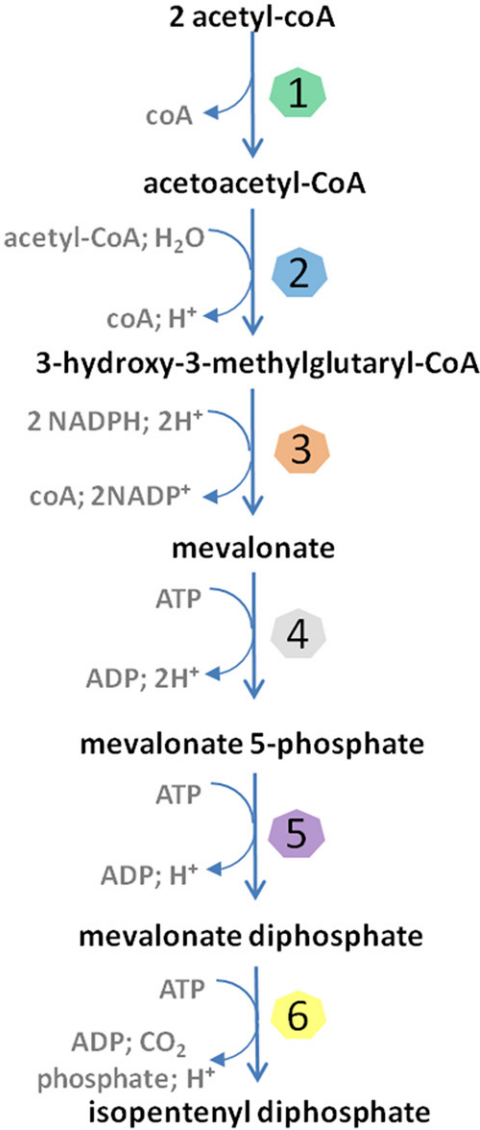 2 acetyl-coA
1
coA
acetoacetyl-CoA
acetyl-CoA; H₂O
2
coA; H⁺
3-hydroxy-3-methylglutaryl-CoA
2 NADPH; 2H⁺
3
coA; 2NADP⁺
mevalonate
ATP
4
ADP; 2H⁺
mevalonate 5-phosphate
ATP
5
ADP; H⁺
mevalonate diphosphate
ATP
6
ADP; CO₂
phosphate; H⁺
isopentenyl diphosphate